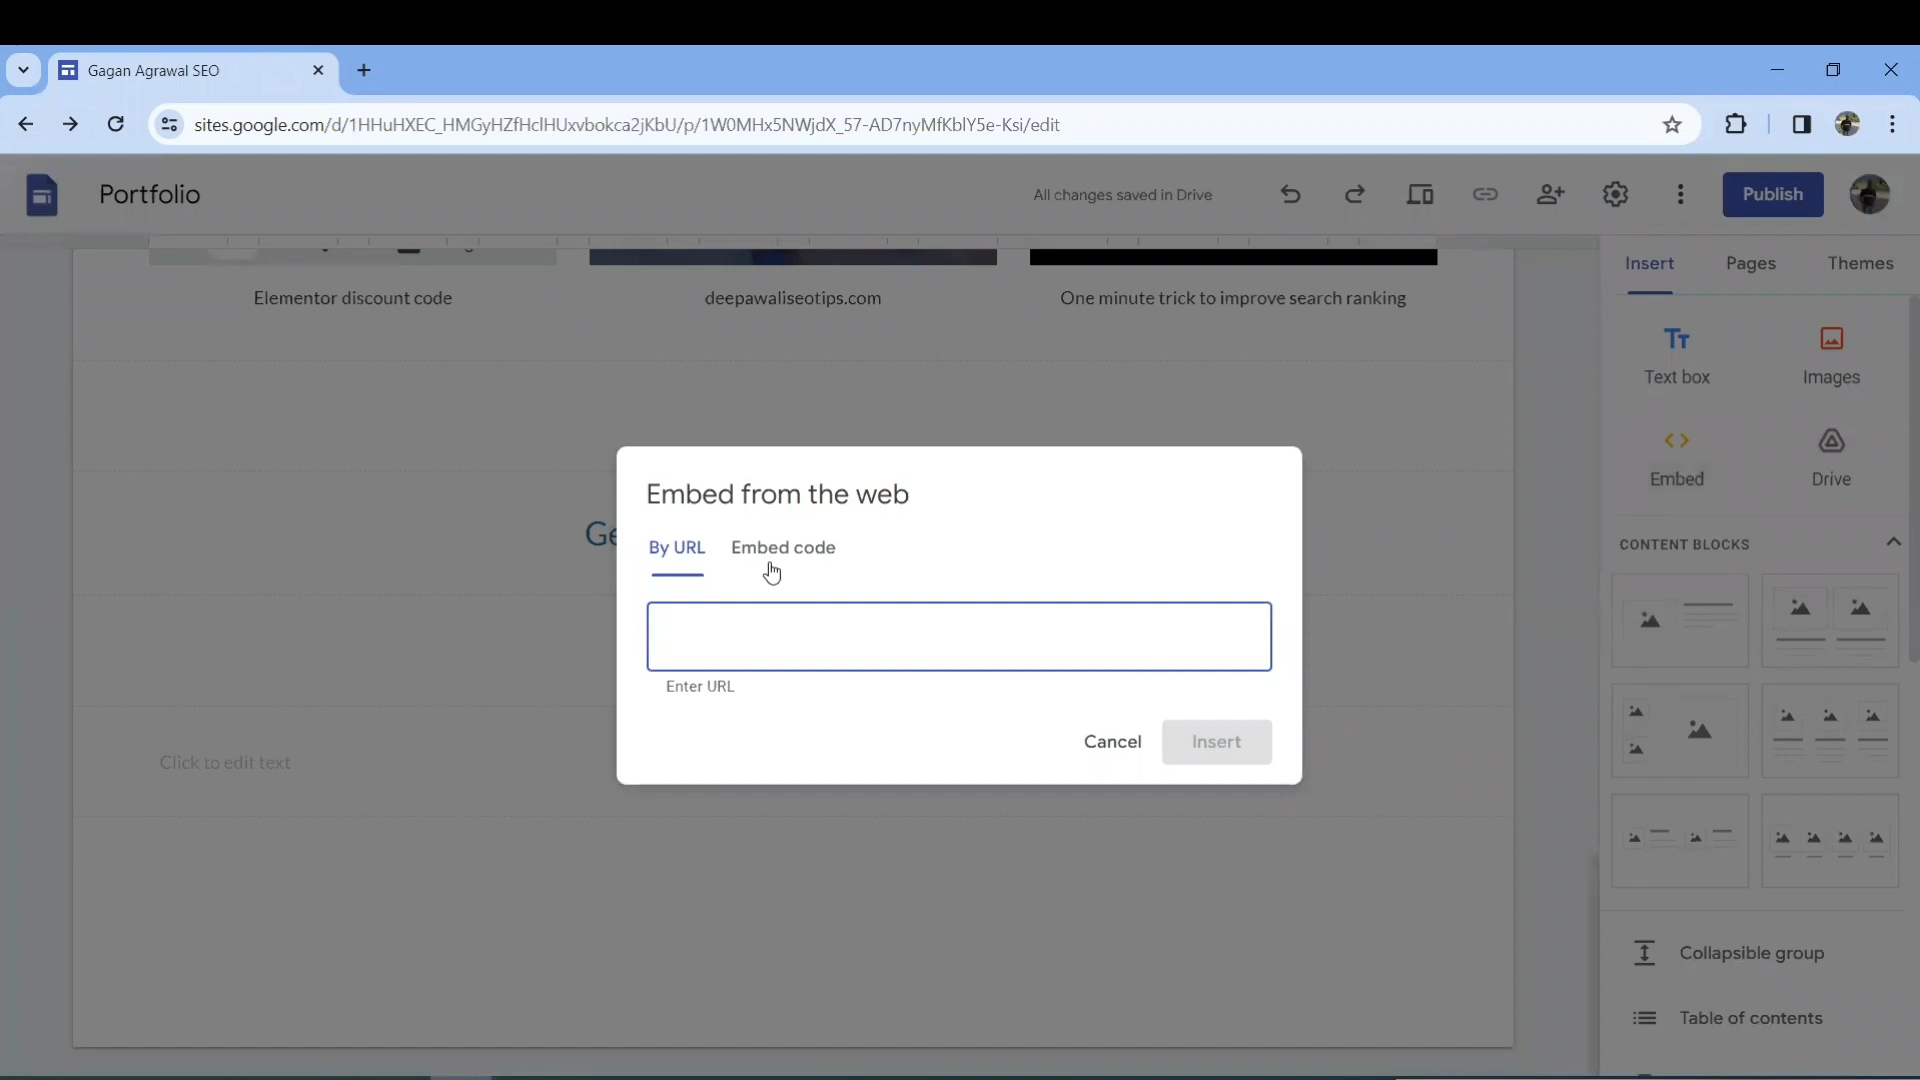 Gagan Agrawal SEO
sites.google.com/d/1HHuHXEC_HMGyHZfHclHUxvbokca2jKbU/p/1W0MHx5NWjdX_57-AD7nyMfKblY5e-Ksi/edit
Portfolio
All changes saved in Drive
Publish
Insert
Pages
Themes
Elementor discount code
deepawaliseotips.com
One minute trick to improve search ranking
Text box
Images
Embed
Drive
Embed from the web
By URL
Embed code
Ge
CONTENT BLOCKS
Enter URL
Cancel
Insert
Click to edit text
Collapsible group
Table of contents